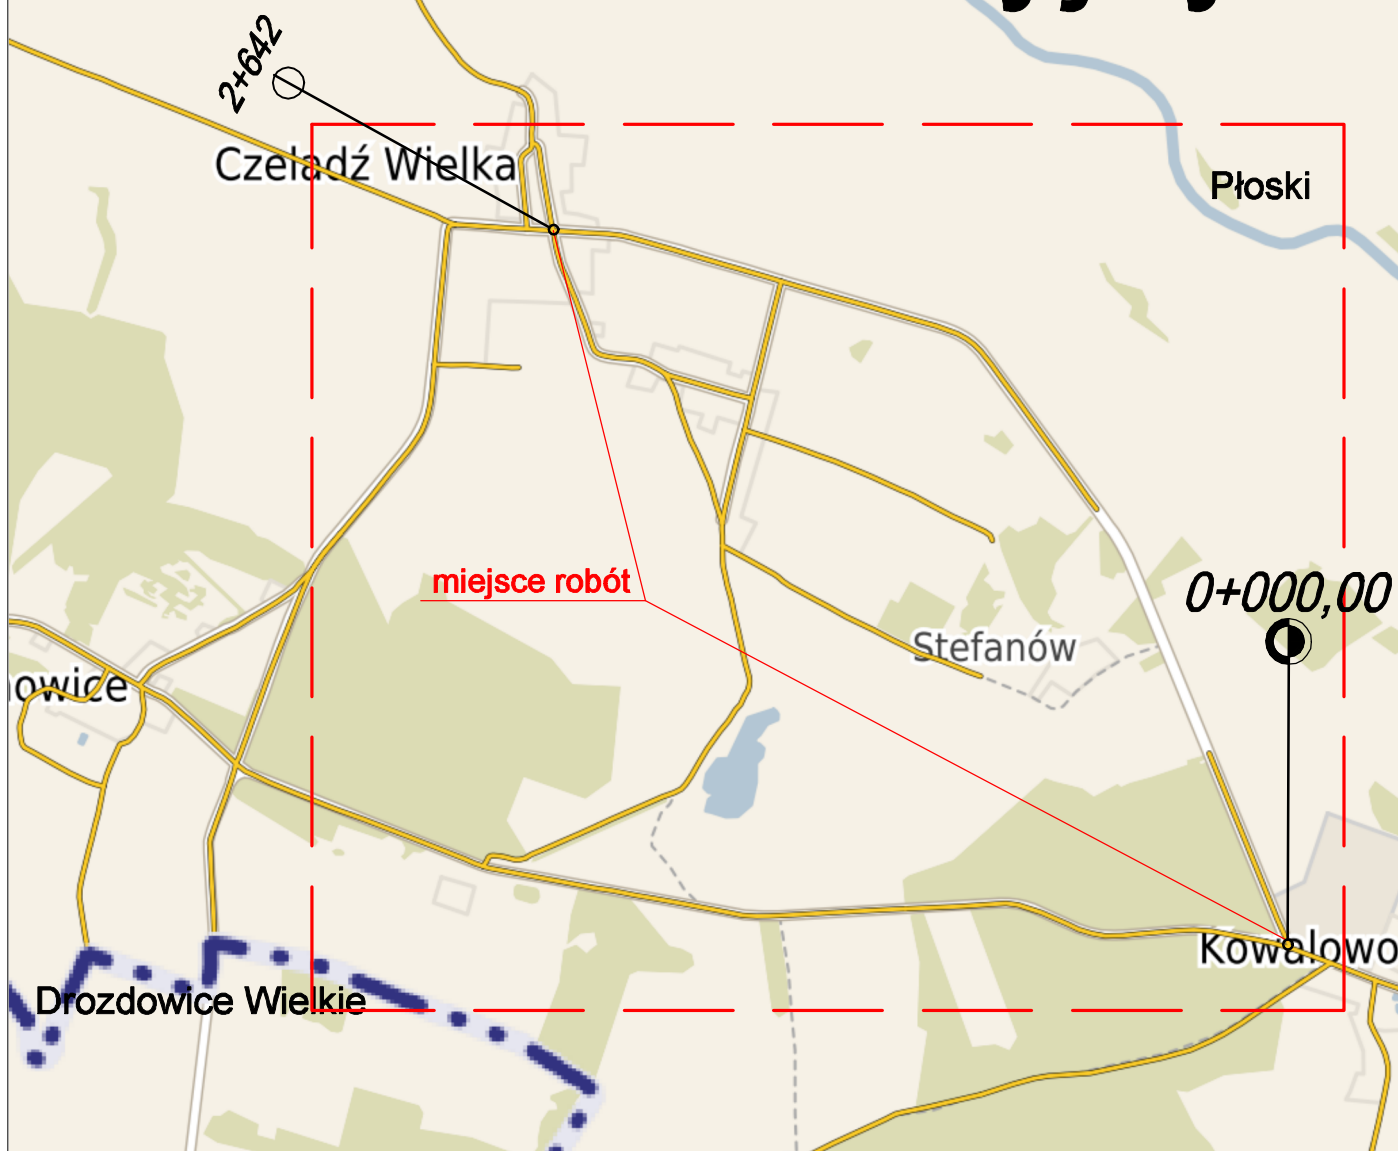 2+642
Czeladź Wielka
Płoski
miejsce robót
0+000,00
Stefanów
owice
Kowalowo
Drozdowice Wielkie